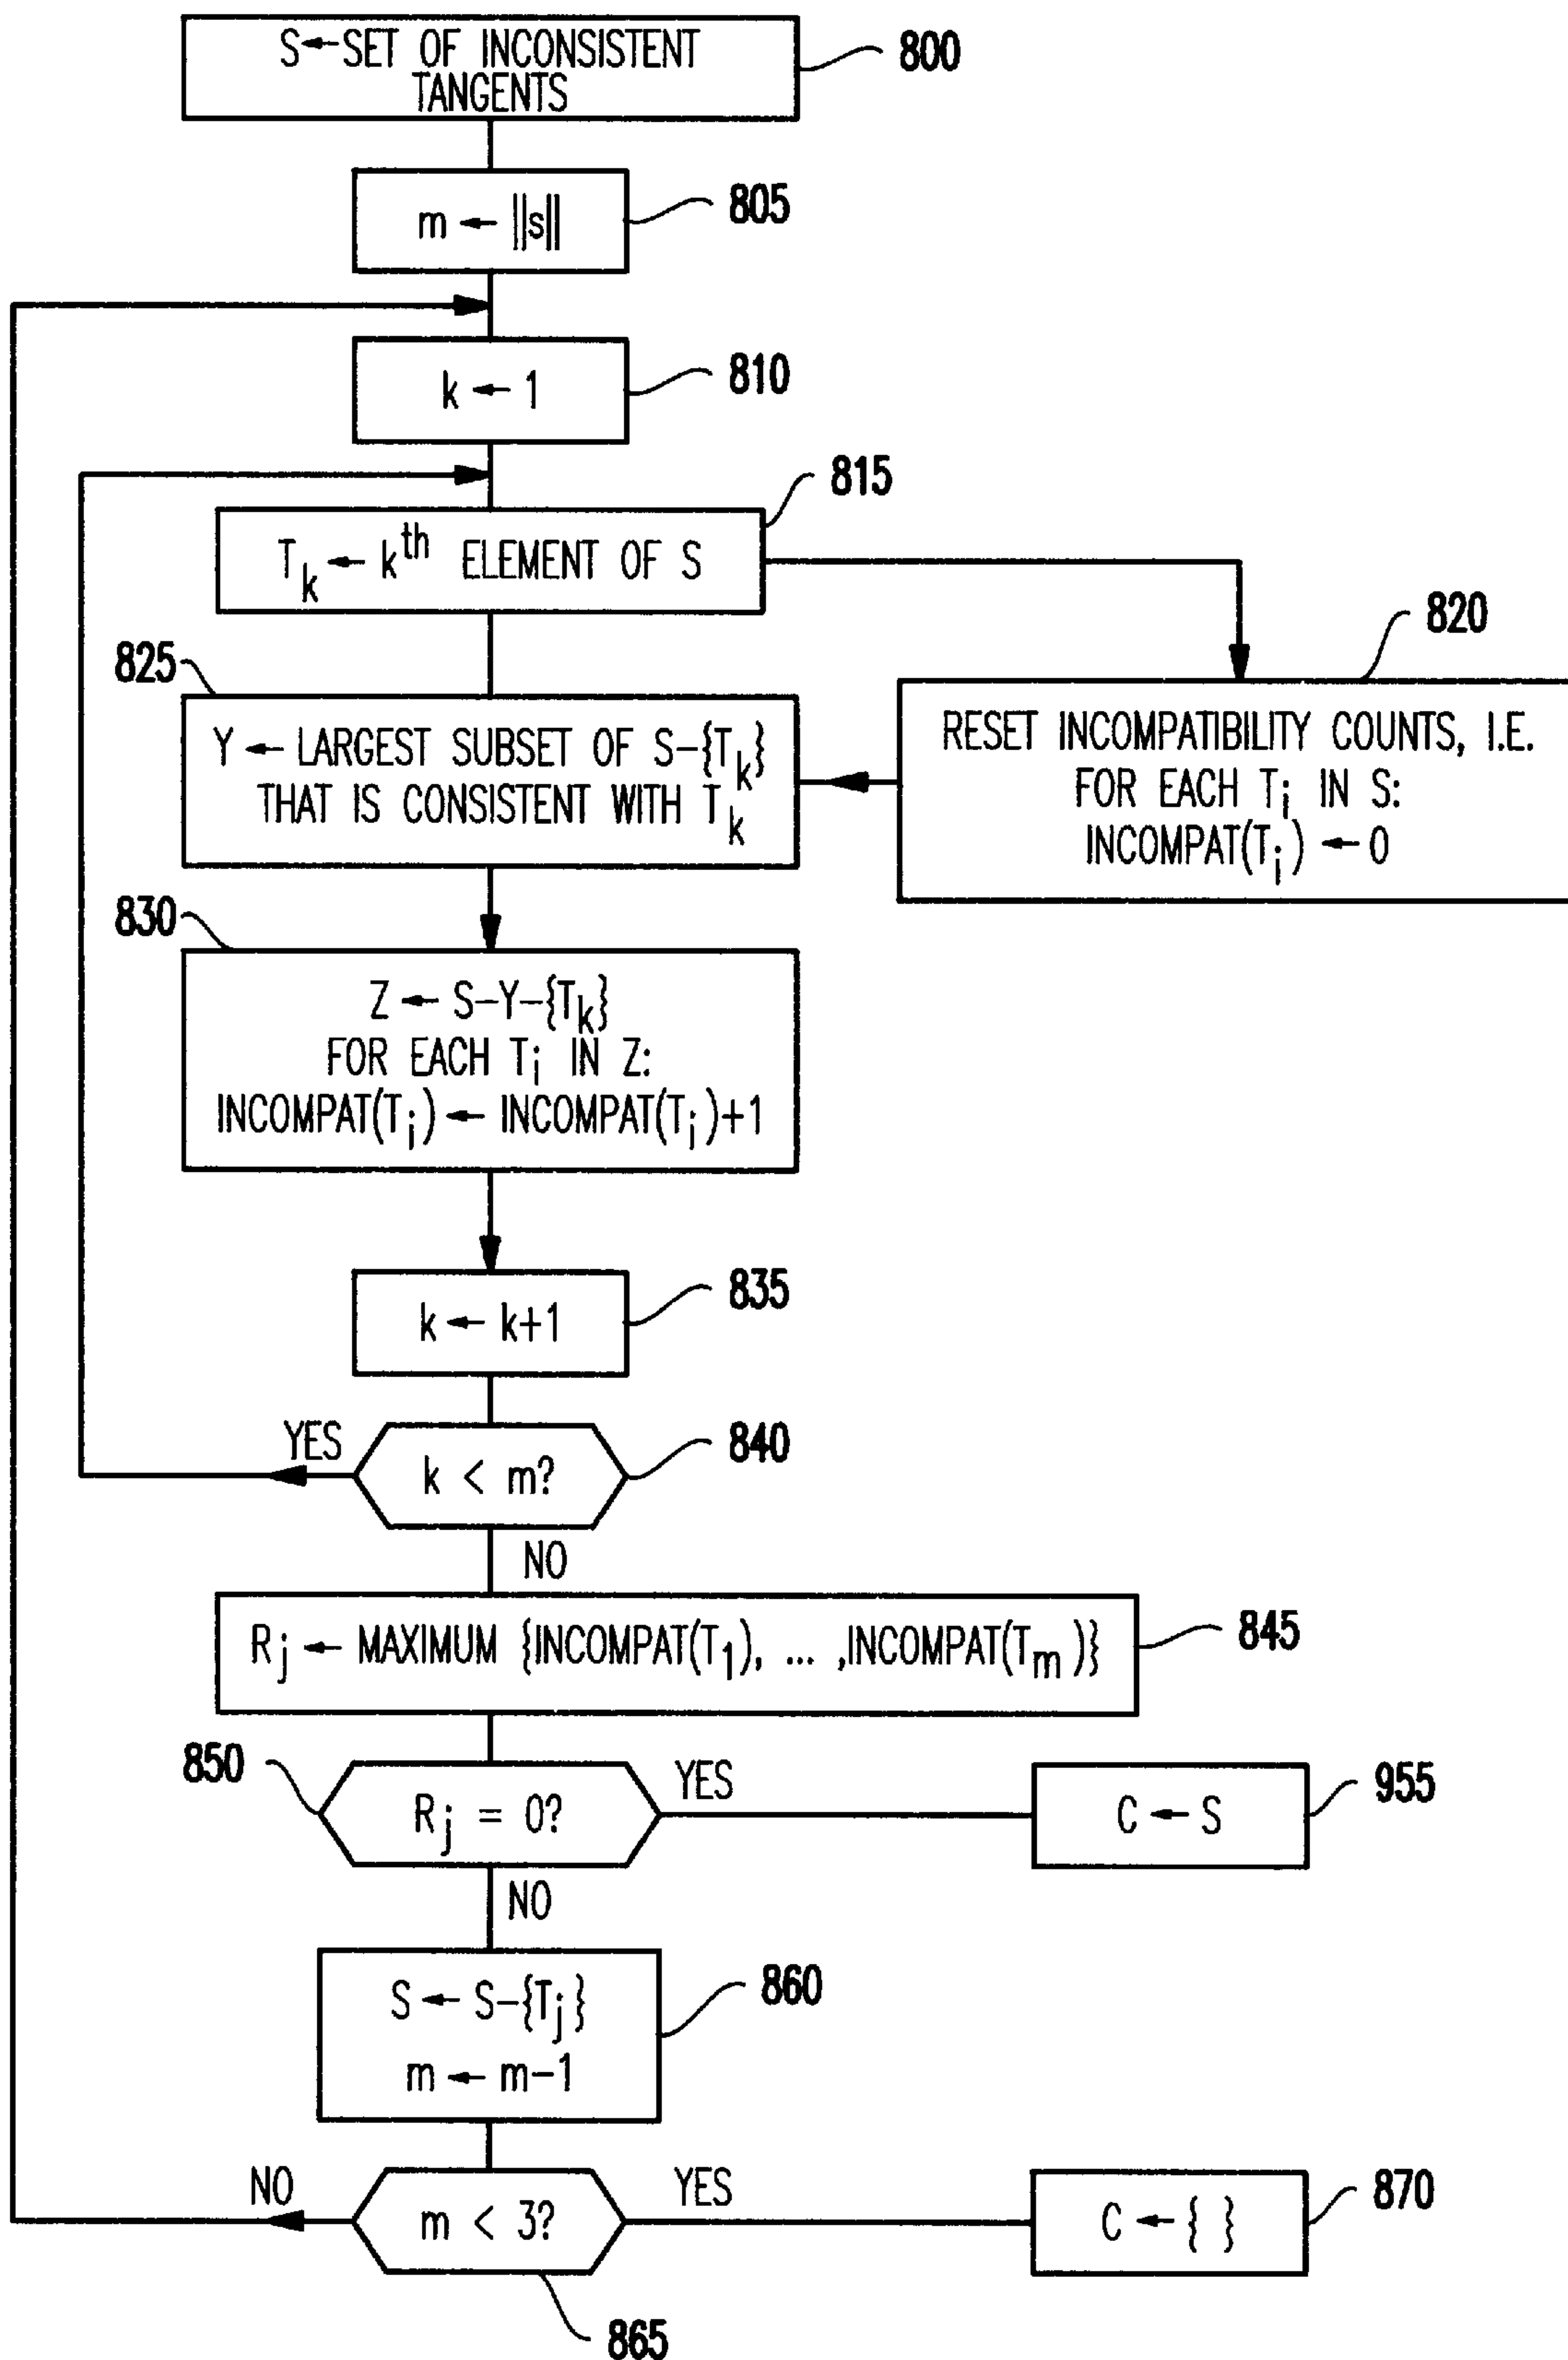 S←SET OF INCONSISTENT
TANGENTS
800
m ← ||s||
805
k ← 1
810
815
T_k ← k^th ELEMENT OF S
820
825
Y ← LARGEST SUBSET OF S-{T_k}
THAT IS CONSISTENT WITH T_k
RESET INCOMPATIBILITY COUNTS, I.E.
FOR EACH T_i IN S:
INCOMPAT(T_i) ← 0
830
Z ← S-Y-{T_k}
FOR EACH T_i IN Z:
INCOMPAT(T_i) ← INCOMPAT(T_i)+1
k ← k+1
835
YES
k < m?
840
NO
R_j ← MAXIMUM {INCOMPAT(T_1), ... ,INCOMPAT(T_m)}
845
850
R_j = 0?
YES
C ← S
955
NO
S ← S-{T_j}
m ← m-1
860
NO
m < 3?
YES
C ← { }
870
865